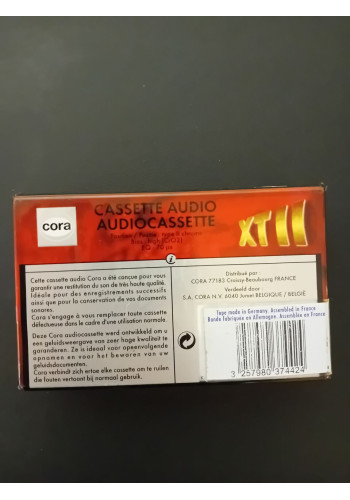 cora
CASSETTE AUDIO
AUDIOCASSETTE
XT II
i
Cette cassette audio Cora a été conçue pour vous
garantir une restitution du son de très haute qualité.
Idéale pour des enregistrements successifs
ainsi que pour la conservation de vos documents
sonores.
Cora s'engage à vous remplacer toute cassette
défectueuse dans le cadre d'une utilisation normale.
Deze Cora audiocassette werd ontwikkeld om u
een geluidsweergave van zeer hoge kwaliteit te
garanderen. Ze is ideaal voor opeenvolgende
opnamen en voor het bewaren van uw
geluidsdocumenten.
Cora verbindt zich ertoe elke cassette om te ruilen
die fouten vertoont bij normaal gebruik.
Distribué par :
CORA 77183 Croissy-Beaubourg FRANCE
Verdeeld door :
S.A. CORA N.V. 6040 Jumet BELGIQUE / BELGIË
Tape made in Germany. Assembled in France
Bande fabriquée en Allemagne. Assemblée en France
3 257980 374424